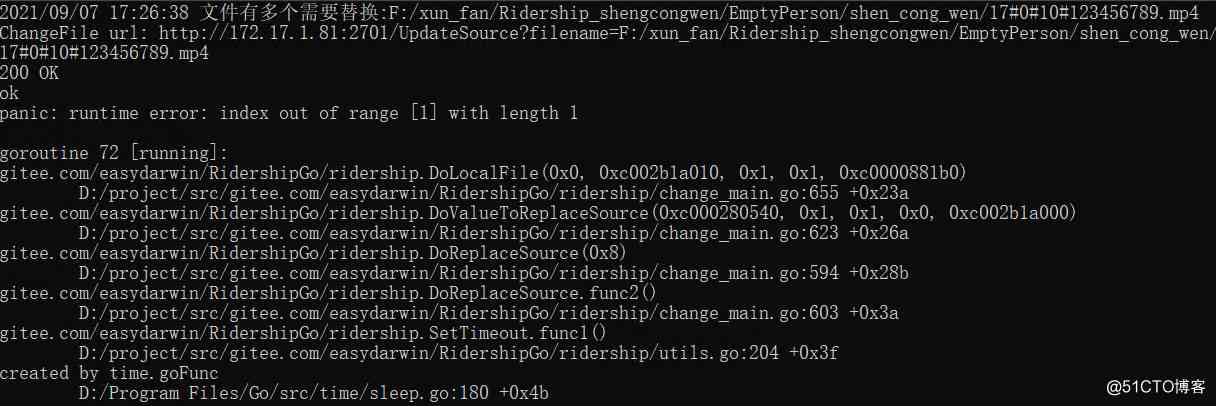 2021/09/07 17:26:38 文件有多个需要替换:F:/xun_fan/Ridership_shengcongwen/EmptyPerson/shen_cong_wen/17#0#10#123456789.mp4
ChangeFile url: http://172.17.1.81:2701/UpdateSource?filename=F:/xun_fan/Ridership_shengcongwen/EmptyPerson/shen_cong_wen/
17#0#10#123456789.mp4
200 OK
ok
panic: runtime error: index out of range [1] with length 1
goroutine 72 [running]:
gitee.com/easydarwin/RidershipGo/ridership.DoLocalFile(0x0, 0xc002b1a010, 0x1, 0x1, 0xc0000881b0)
D:/project/src/gitee.com/easydarwin/RidershipGo/ridership/change_main.go:655 +0x23a
gitee.com/easydarwin/RidershipGo/ridership.DoValueToReplaceSource(0xc000280540, 0x1, 0x1, 0x0, 0xc002b1a000)
D:/project/src/gitee.com/easydarwin/RidershipGo/ridership/change_main.go:623 +0x26a
gitee.com/easydarwin/RidershipGo/ridership.DoReplaceSource(0x8)
D:/project/src/gitee.com/easydarwin/RidershipGo/ridership/change_main.go:594 +0x28b
gitee.com/easydarwin/RidershipGo/ridership.DoReplaceSource.func2()
D:/project/src/gitee.com/easydarwin/RidershipGo/ridership/change_main.go:603 +0x3a
gitee.com/easydarwin/RidershipGo/ridership.SetTimeout.func1()
D:/project/src/gitee.com/easydarwin/RidershipGo/ridership/utils.go:204 +0x3f
created by time.goFunc
D:/Program Files/Go/src/time/sleep.go:180 +0x4b
@51CTO博客